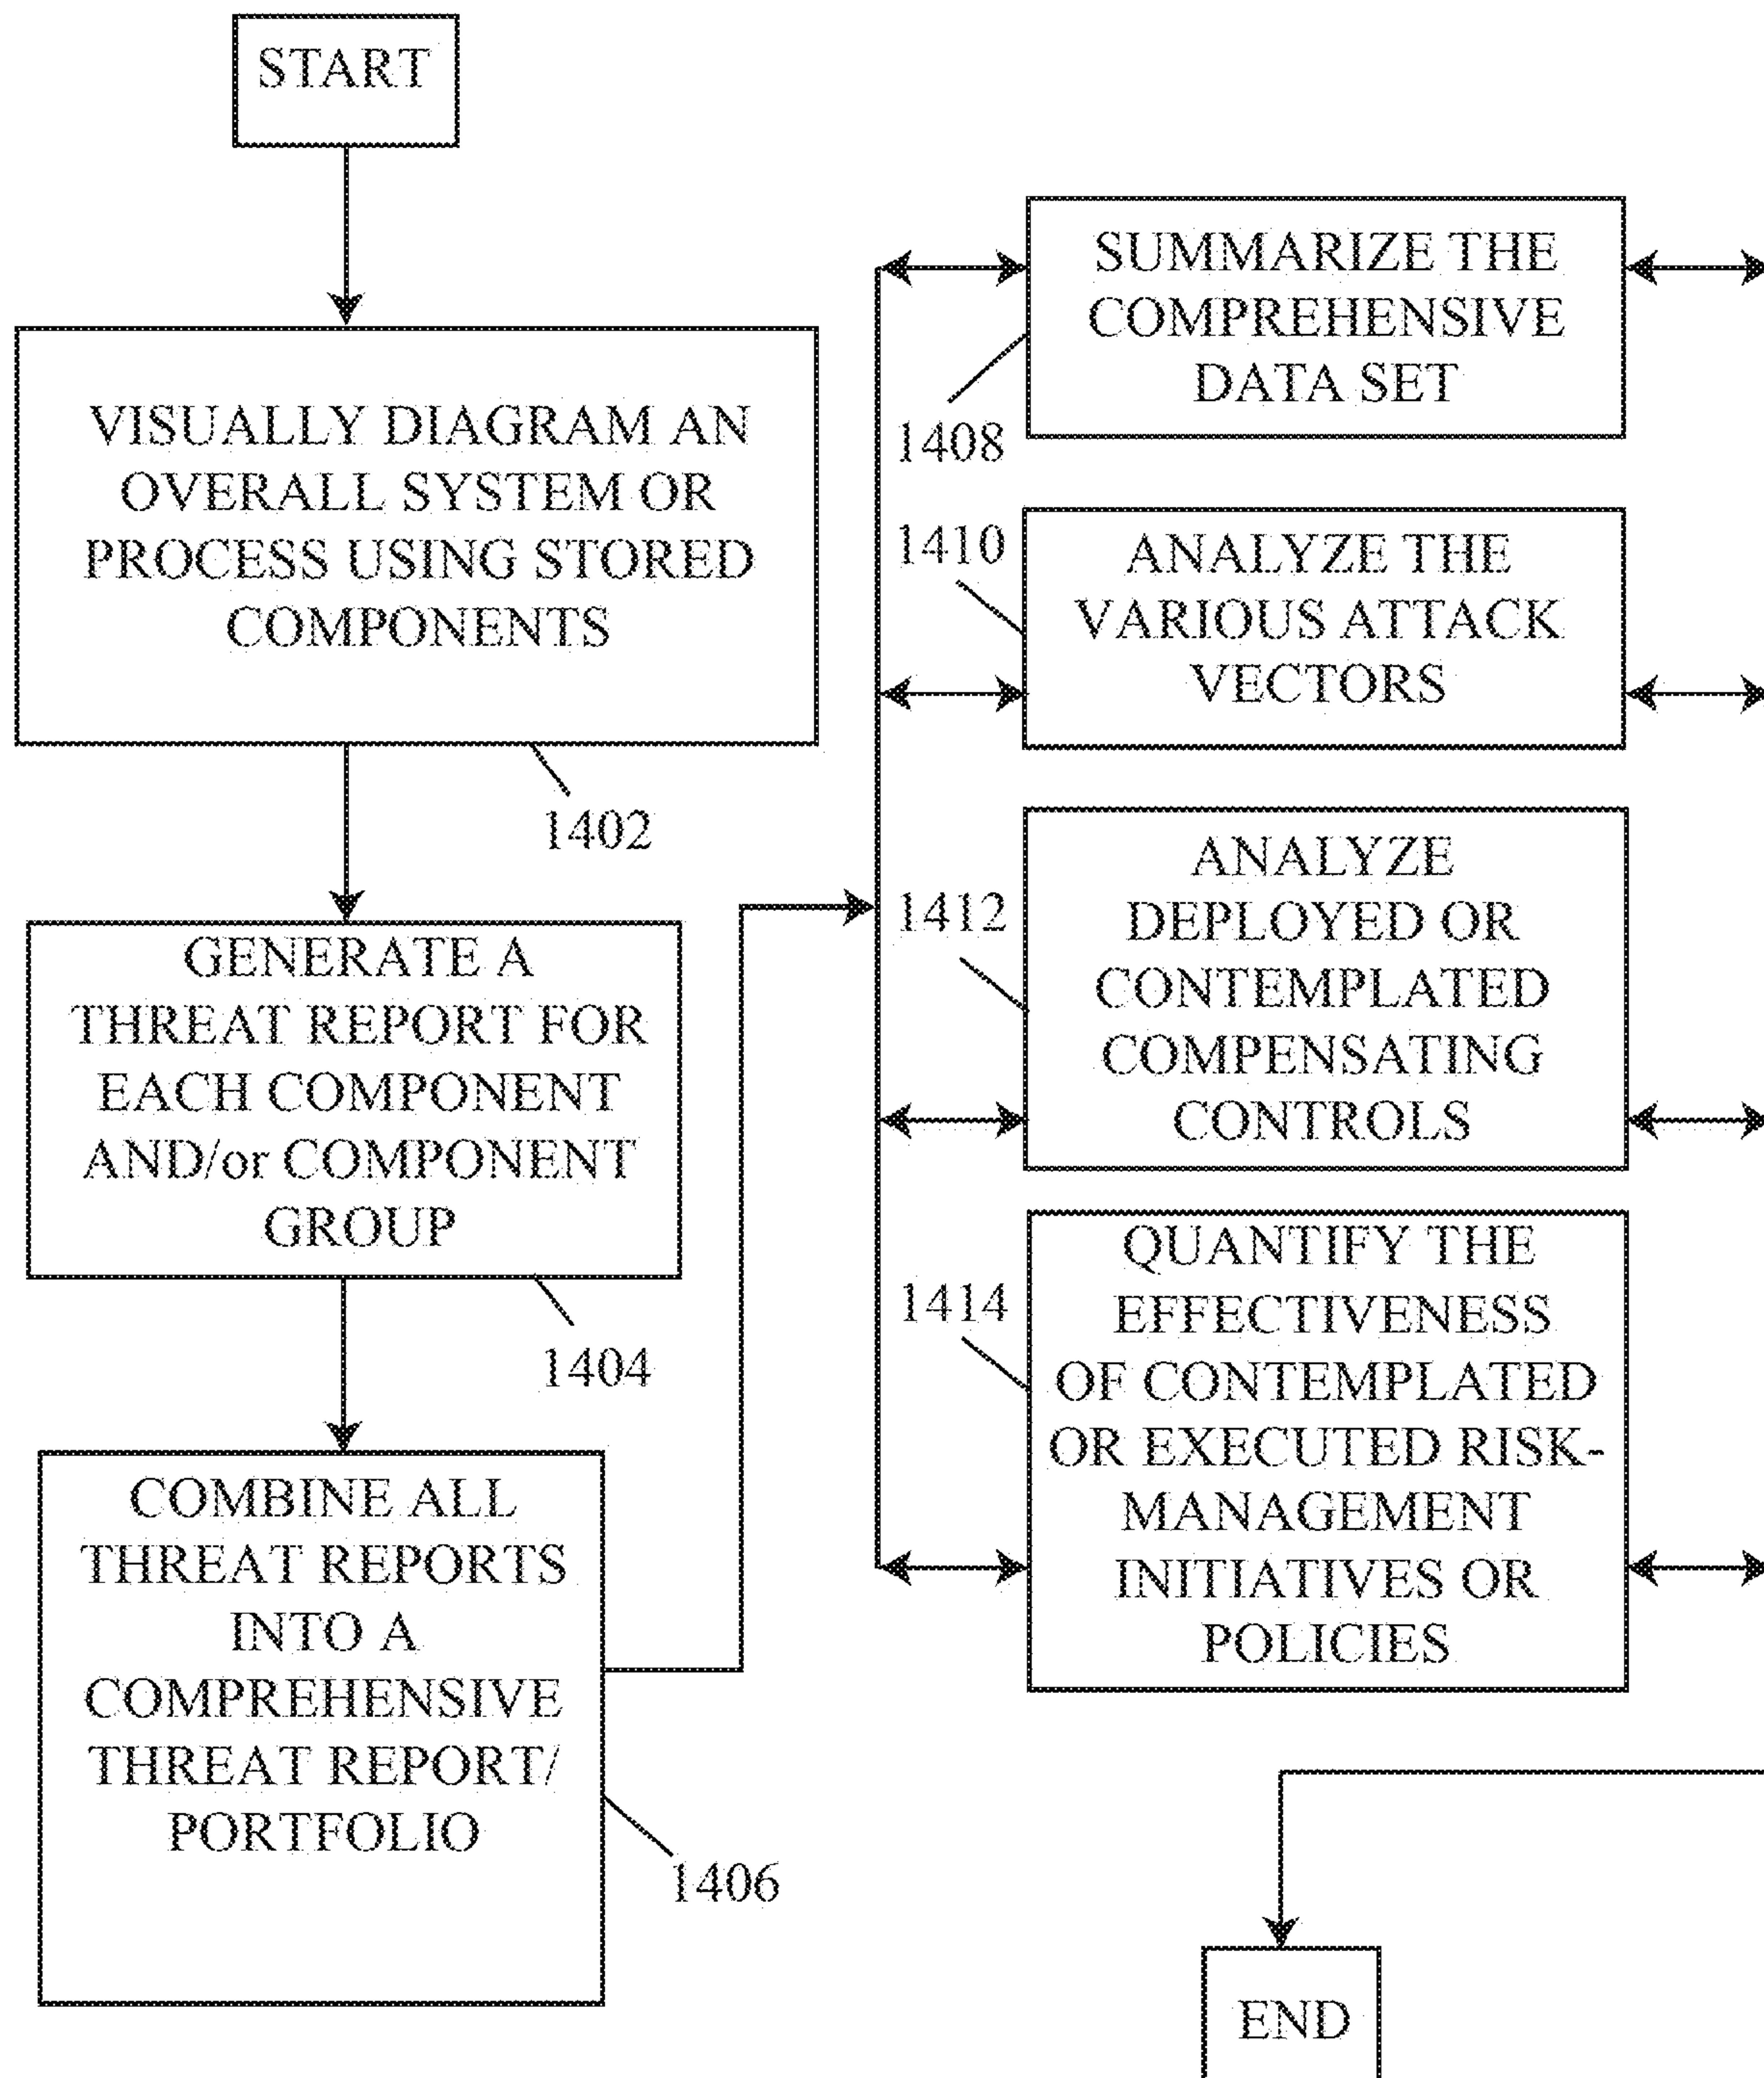 START
VISUALLY DIAGRAM AN
OVERALL SYSTEM OR
PROCESS USING STORED
COMPONENTS
1402
GENERATE A
THREAT REPORT FOR
EACH COMPONENT
AND/or COMPONENT
GROUP
1404
COMBINE ALL
THREAT REPORTS
INTO A
COMPREHENSIVE
THREAT REPORT/
PORTFOLIO
1406
SUMMARIZE THE
COMPREHENSIVE
DATA SET
1408
1410
ANALYZE THE
VARIOUS ATTACK
VECTORS
1412
ANALYZE
DEPLOYED OR
CONTEMPLATED
COMPENSATING
CONTROLS
1414
QUANTIFY THE
EFFECTIVENESS
OF CONTEMPLATED
OR EXECUTED RISK-
MANAGEMENT
INITIATIVES OR
POLICIES
END